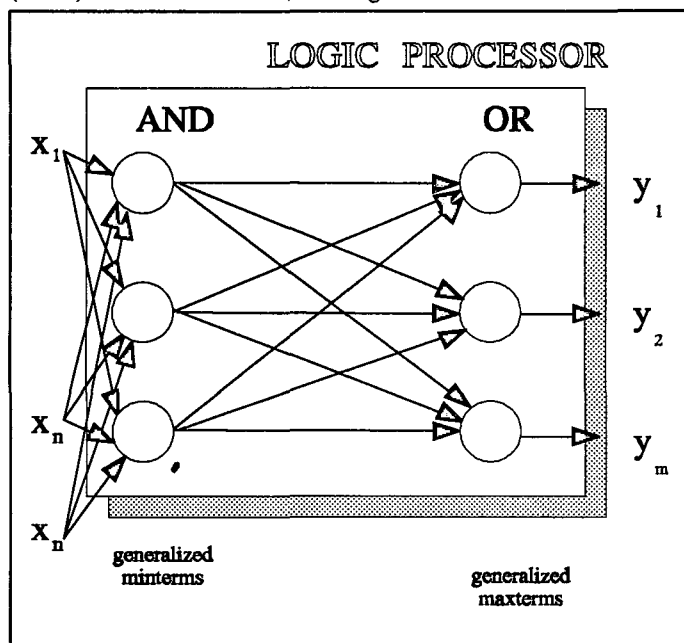 LOGIC PROCESSOR
AND OR
x1
y1
y2
xn
ym
xn
generalized
minterms
generalized
maxterms